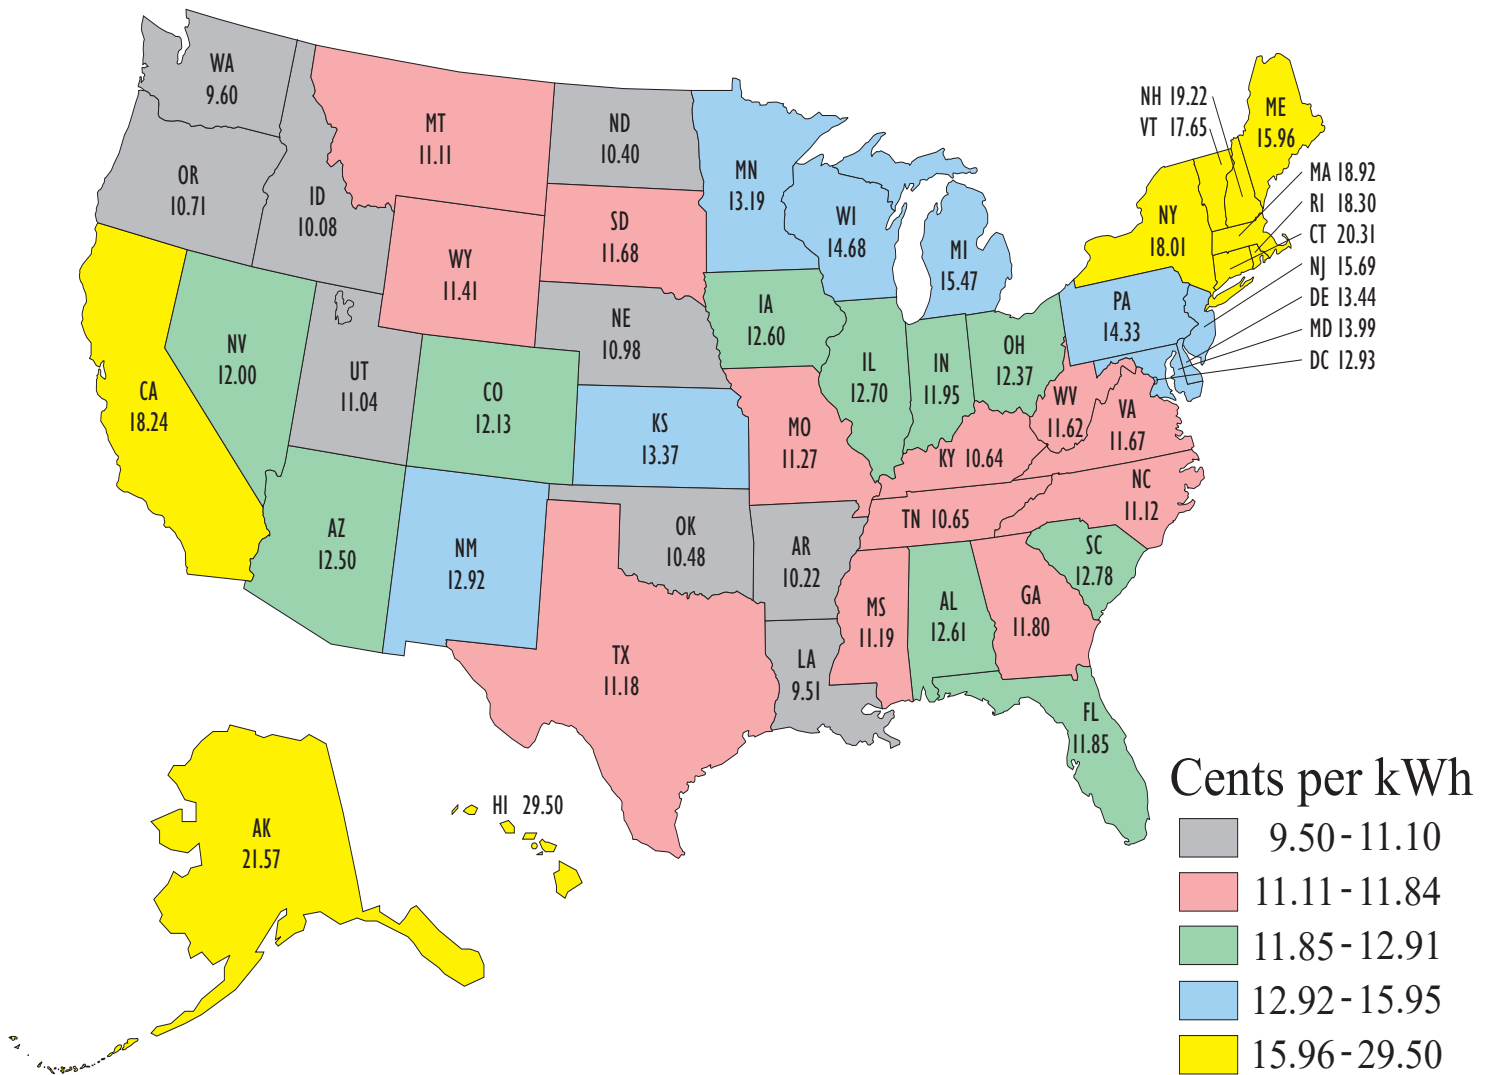 WA
9.60
MT
11.11
ND
10.40
OR
10.71
ID
10.08
MN
13.19
SD
11.68
WY
11.41
WI
14.68
MI
15.47
NH 19.22
VT 17.65
ME
15.96
NY
18.01
MA 18.92
RI 18.30
CT 20.31
NJ 15.69
DE 13.44
MD 13.99
DC 12.93
PA
14.33
IA
12.60
NE
10.98
NV
12.00
UT
11.04
CA
18.24
CO
12.13
IL
12.70
IN
11.95
OH
12.37
WV
11.62
VA
11.67
KS
13.37
MO
11.27
KY 10.64
NC
11.12
TN 10.65
AZ
12.50
NM
12.92
OK
10.48
AR
10.22
SC
12.78
MS
11.19
AL
12.61
GA
11.80
TX
11.18
LA
9.51
FL
11.85
HI 29.50
AK
21.57
Cents per kWh
9.50-11.10
11.11-11.84
11.85-12.91
12.92-15.95
15.96-29.50